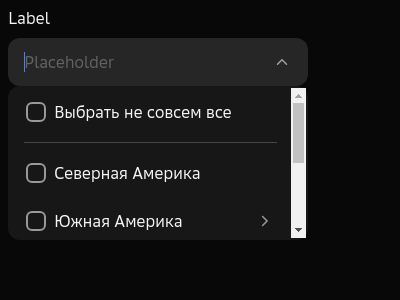 Label
Placeholder
Выбрать не совсем все
Северная Америка
Южная Америка